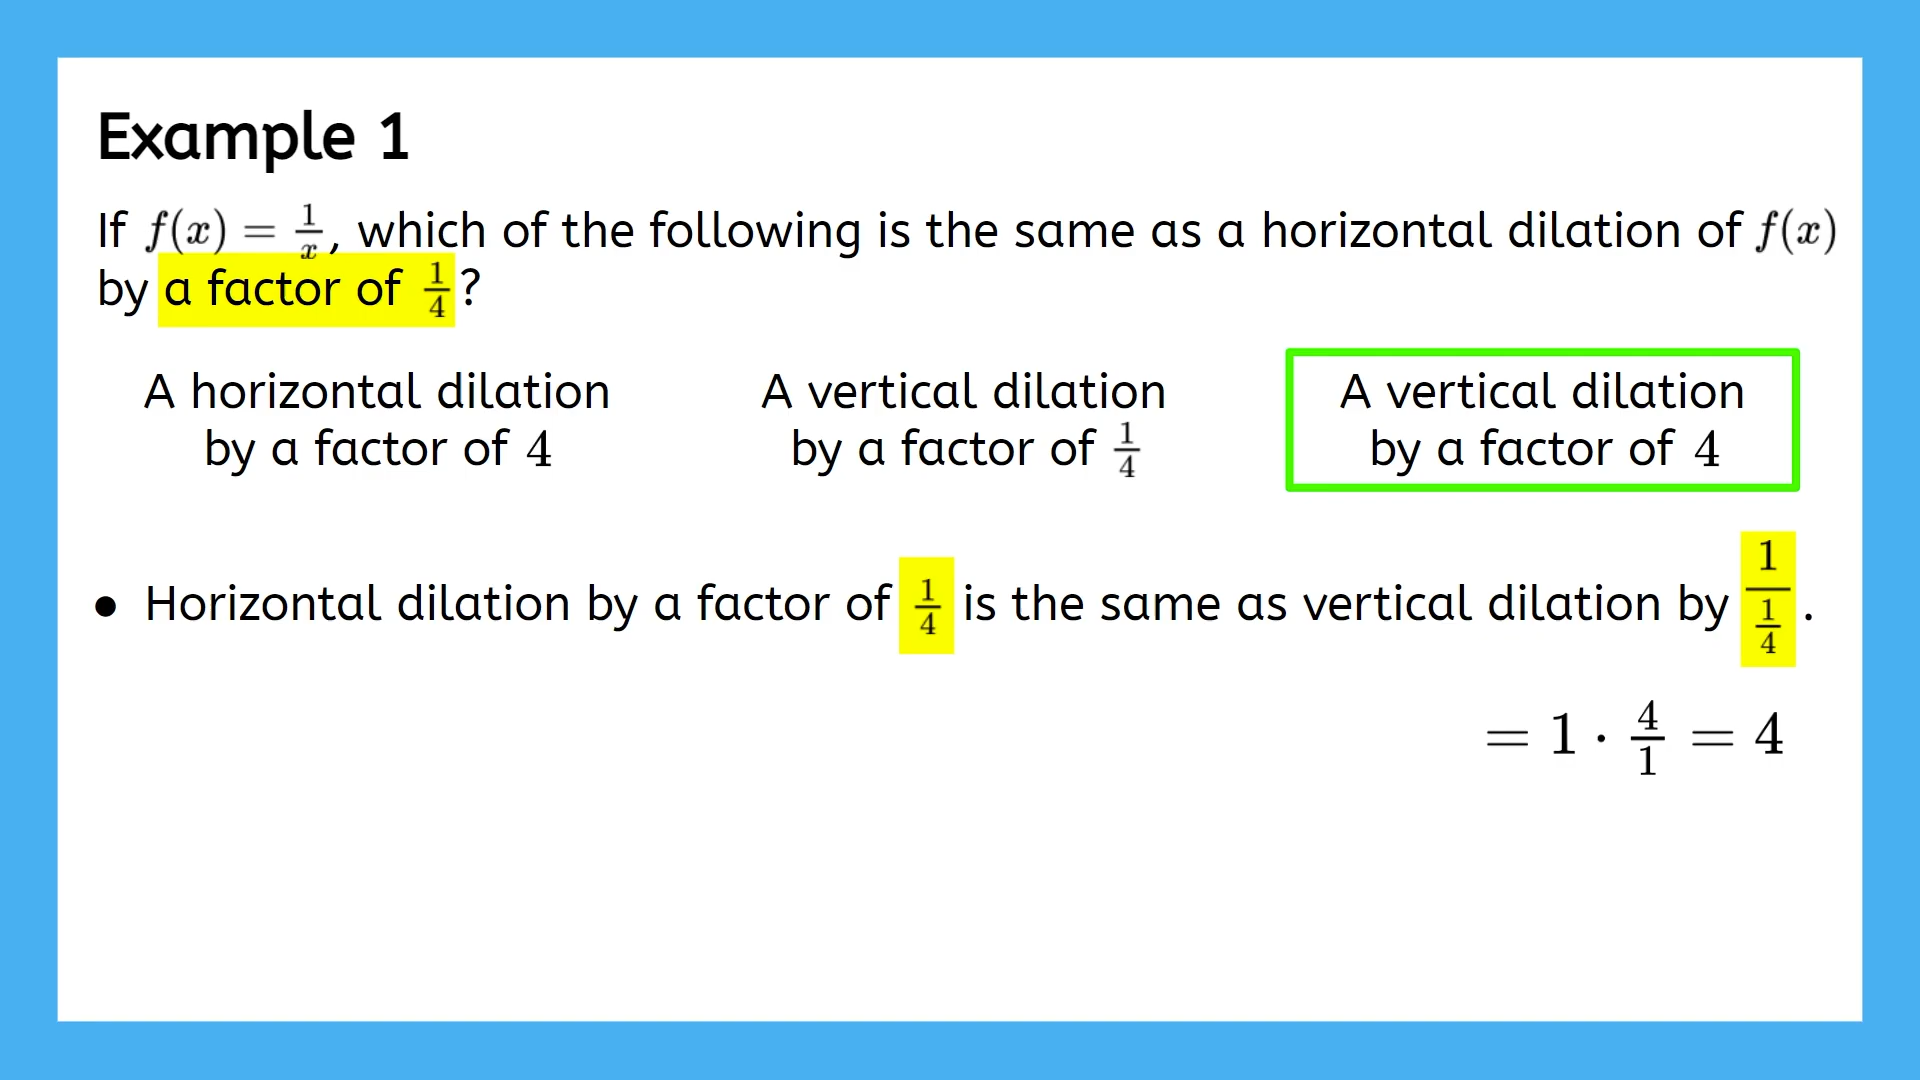 Example 1
If f(x) = 1/x, which of the following is the same as a horizontal dilation of f(x)
by a factor of 1/4?
A horizontal dilation
by a factor of 4
A vertical dilation
by a factor of 1/4
A vertical dilation
by a factor of 4
● Horizontal dilation by a factor of 1/4 is the same as vertical dilation by 1/(1/4).
= 1 · 4/1 = 4